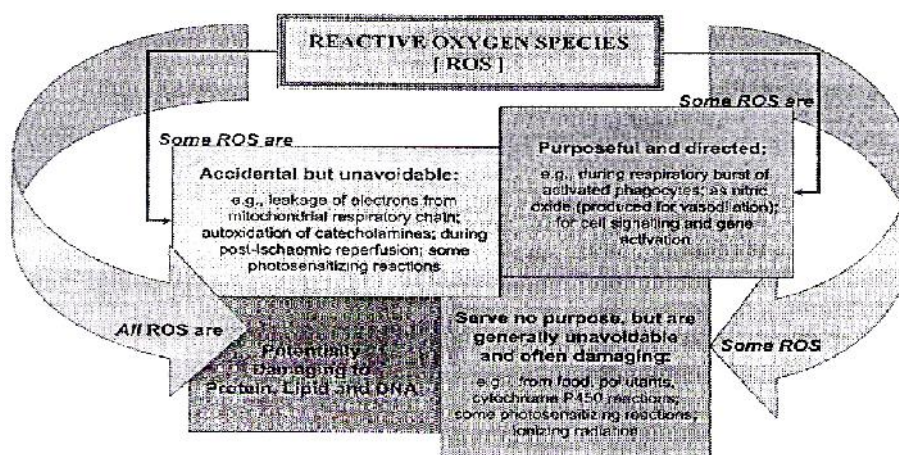 REACTIVE OXYGEN SPECIES
[ ROS ]
Some ROS are
Some ROS are
Accidental but unavoidable:
e.g., leakage of electrons from
mitochondrial respiratory chain;
autoxidation of catecholamines; during
post-ischaemic reperfusion; some
photosensitizing reactions
Purposeful and directed:
e.g., during respiratory burst of
activated phagocytes; as nitric
oxide (produced for vasodilation);
for cell signalling and gene
activation
All ROS are
Potentially
Damaging to
Protein, Lipid and DNA
Serve no purpose, but are
generally unavoidable
and often damaging:
e.g., from food, pollutants,
cytochrome P450 reactions;
some photosensitizing reactions;
ionizing radiation
Some ROS